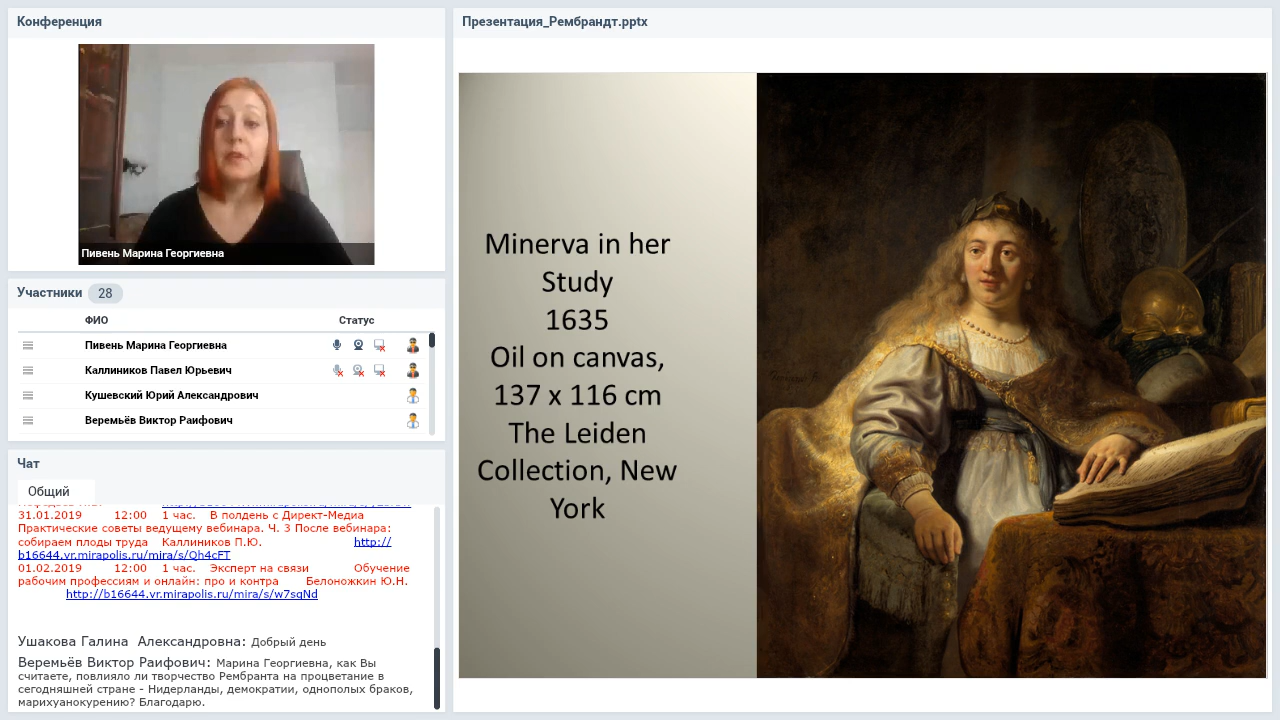 Конференция
Пивень Марина Георгиевна
Участники 28
ФИО Статус
Пивень Марина Георгиевна
Каллиников Павел Юрьевич
Кушевский Юрий Александрович
Веремьёв Виктор Раифович
Чат
Общий
31.01.2019 12:00 1 час. В полдень с Директ-Медиа
Практические советы ведущему вебинара. Ч. 3 После вебинара:
собираем плоды труда Каллиников П.Ю. http://
b16644.vr.mirapolis.ru/mira/s/Qh4cFT
01.02.2019 12:00 1 час. Эксперт на связи Обучение
рабочим профессиям и онлайн: про и контра Белоножкин Ю.Н.
http://b16644.vr.mirapolis.ru/mira/s/w7sqNd
Ушакова Галина Александровна: Добрый день
Веремьёв Виктор Раифович: Марина Георгиевна, как Вы
считаете, повлияло ли творчество Рембранта на процветание в
сегодняшней стране - Нидерланды, демократии, однополых браков,
марихуанокурению? Благодарю.
Презентация_Рембрандт.pptx
Minerva in her
Study
1635
Oil on canvas,
137 x 116 cm
The Leiden
Collection, New
York